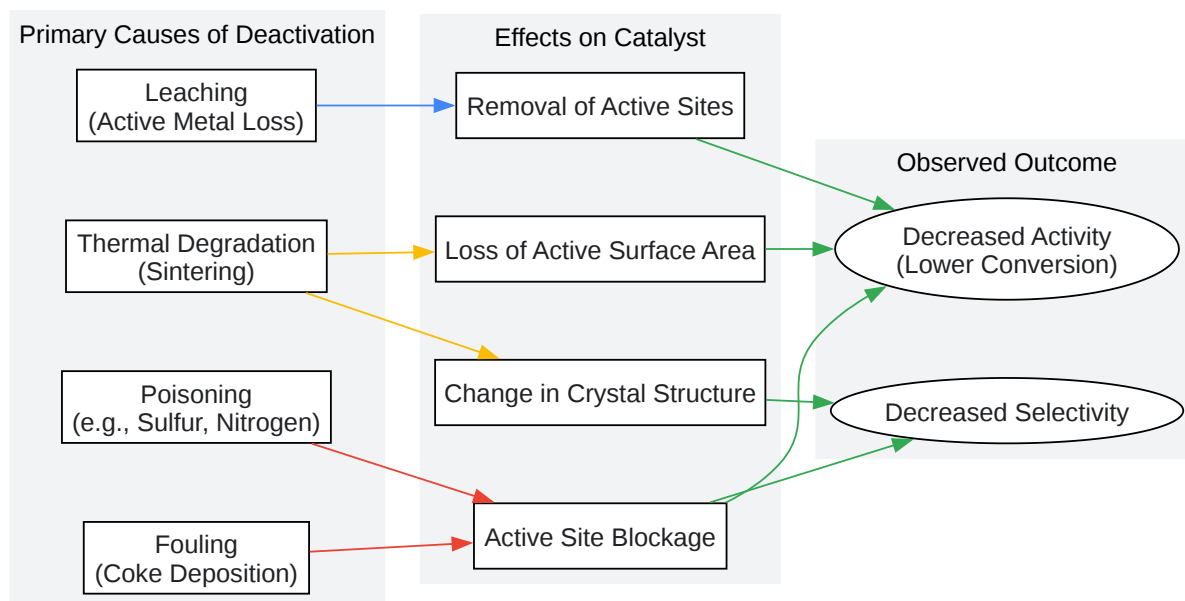 Primary Causes of Deactivation
Leaching
(Active Metal Loss)
Thermal Degradation
(Sintering)
Poisoning
(e.g., Sulfur, Nitrogen)
Fouling
(Coke Deposition)
Effects on Catalyst
Removal of Active Sites
Loss of Active Surface Area
Change in Crystal Structure
Active Site Blockage
Observed Outcome
Decreased Activity
(Lower Conversion)
Decreased Selectivity